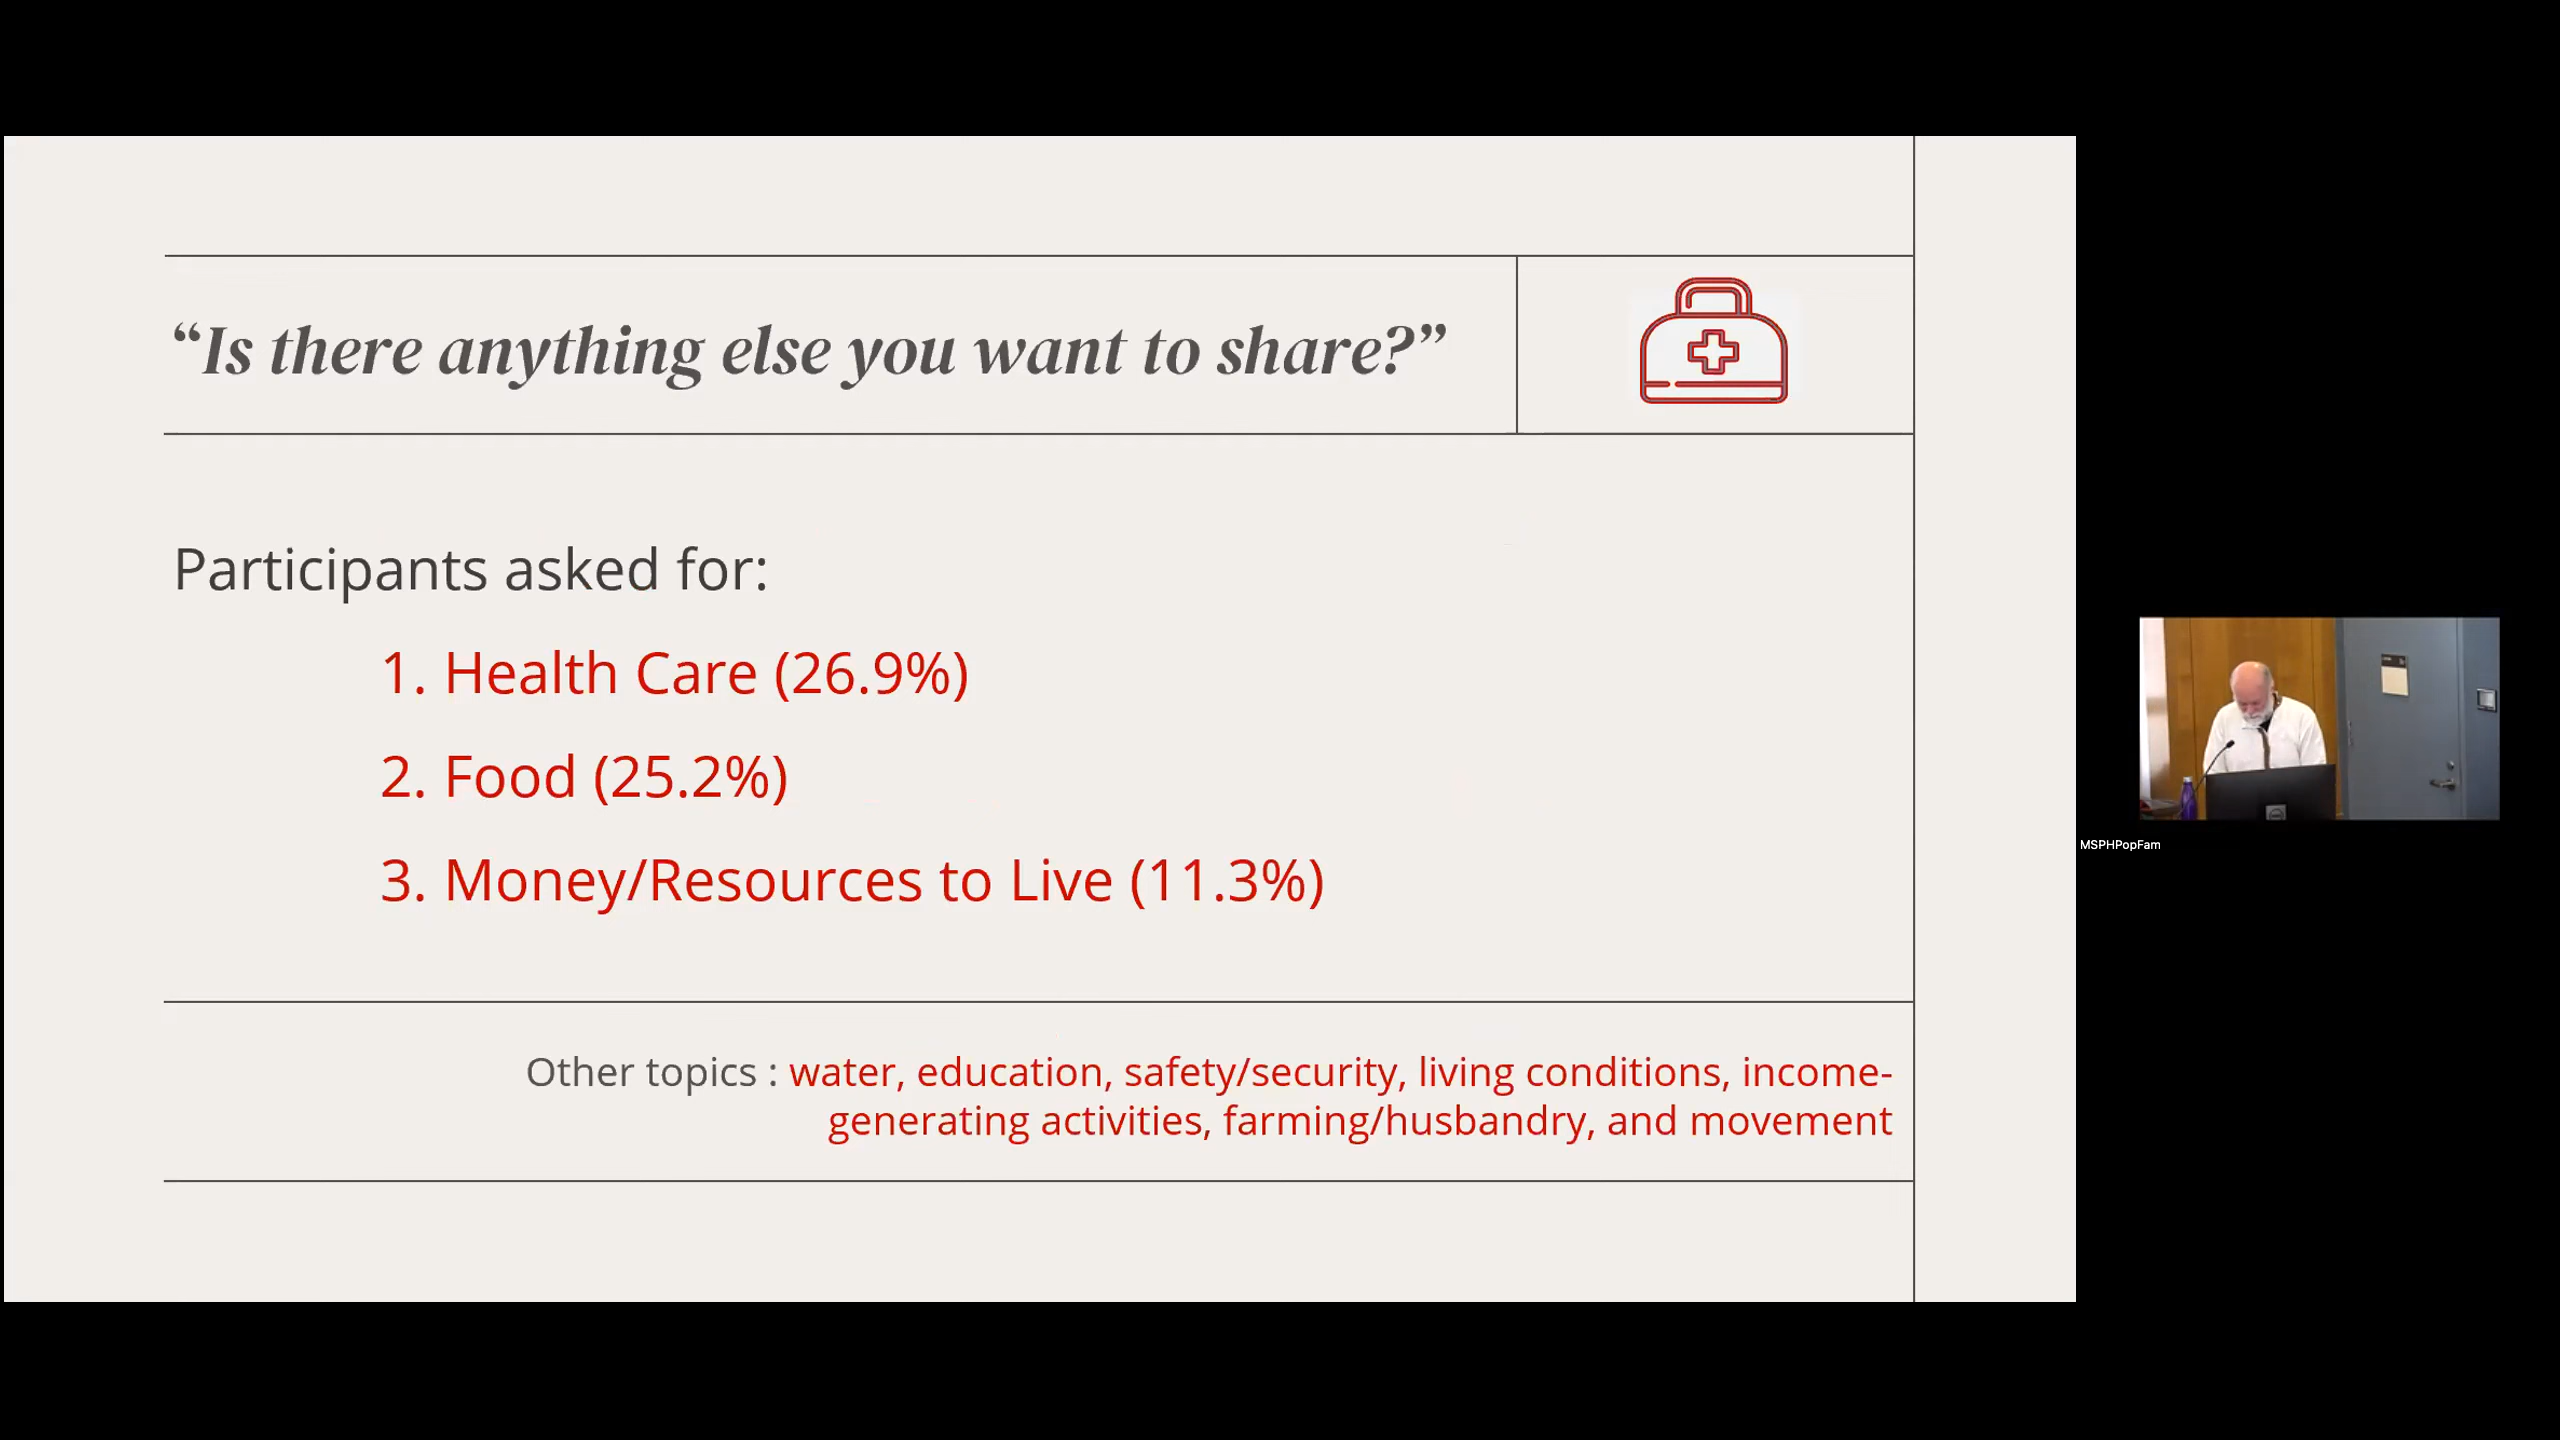 “Is there anything else you want to share?”
Participants asked for:
1. Health Care (26.9%)
2. Food (25.2%)
3. Money/Resources to Live (11.3%)
Other topics : water, education, safety/security, living conditions, income-
generating activities, farming/husbandry, and movement
MSPHPopFam